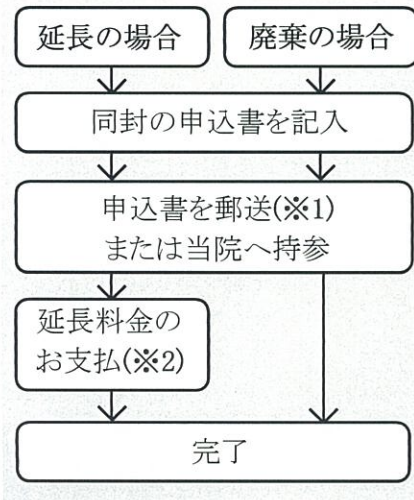 延長の場合
廃棄の場合
同封の申込書を記入
申込書を郵送(※1)
または当院へ持参
延長料金の
お支払(※2)
完了